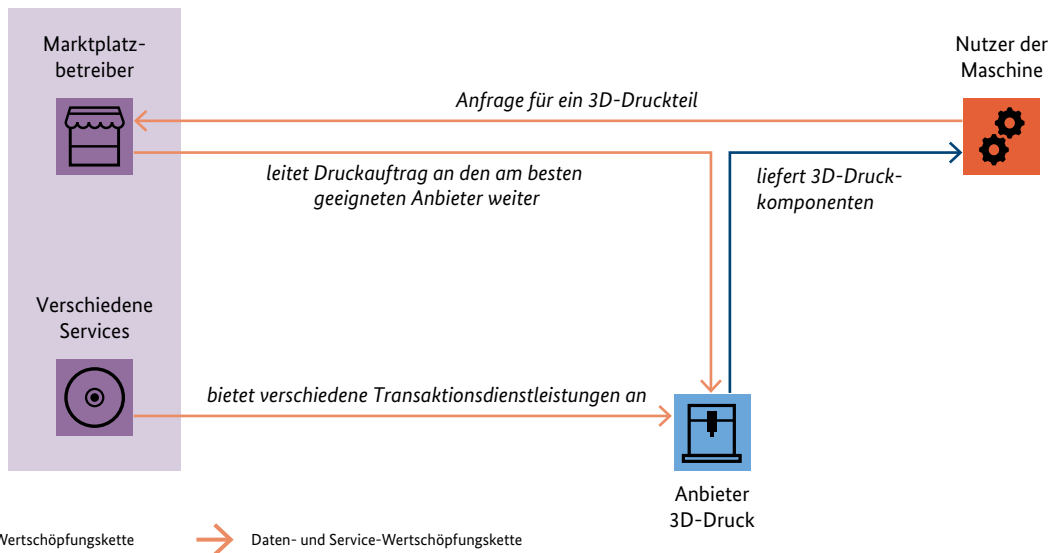 Marktplatz-
betreiber
Nutzer der
Maschine
Anfrage für ein 3D-Druckteil
leitet Druckauftrag an den am besten
geeigneten Anbieter weiter
liefert 3D-Druck-
komponenten
Verschiedene
Services
bietet verschiedene Transaktionsdienstleistungen an
Anbieter
3D-Druck
Wertschöpfungskette
Daten- und Service-Wertschöpfungskette